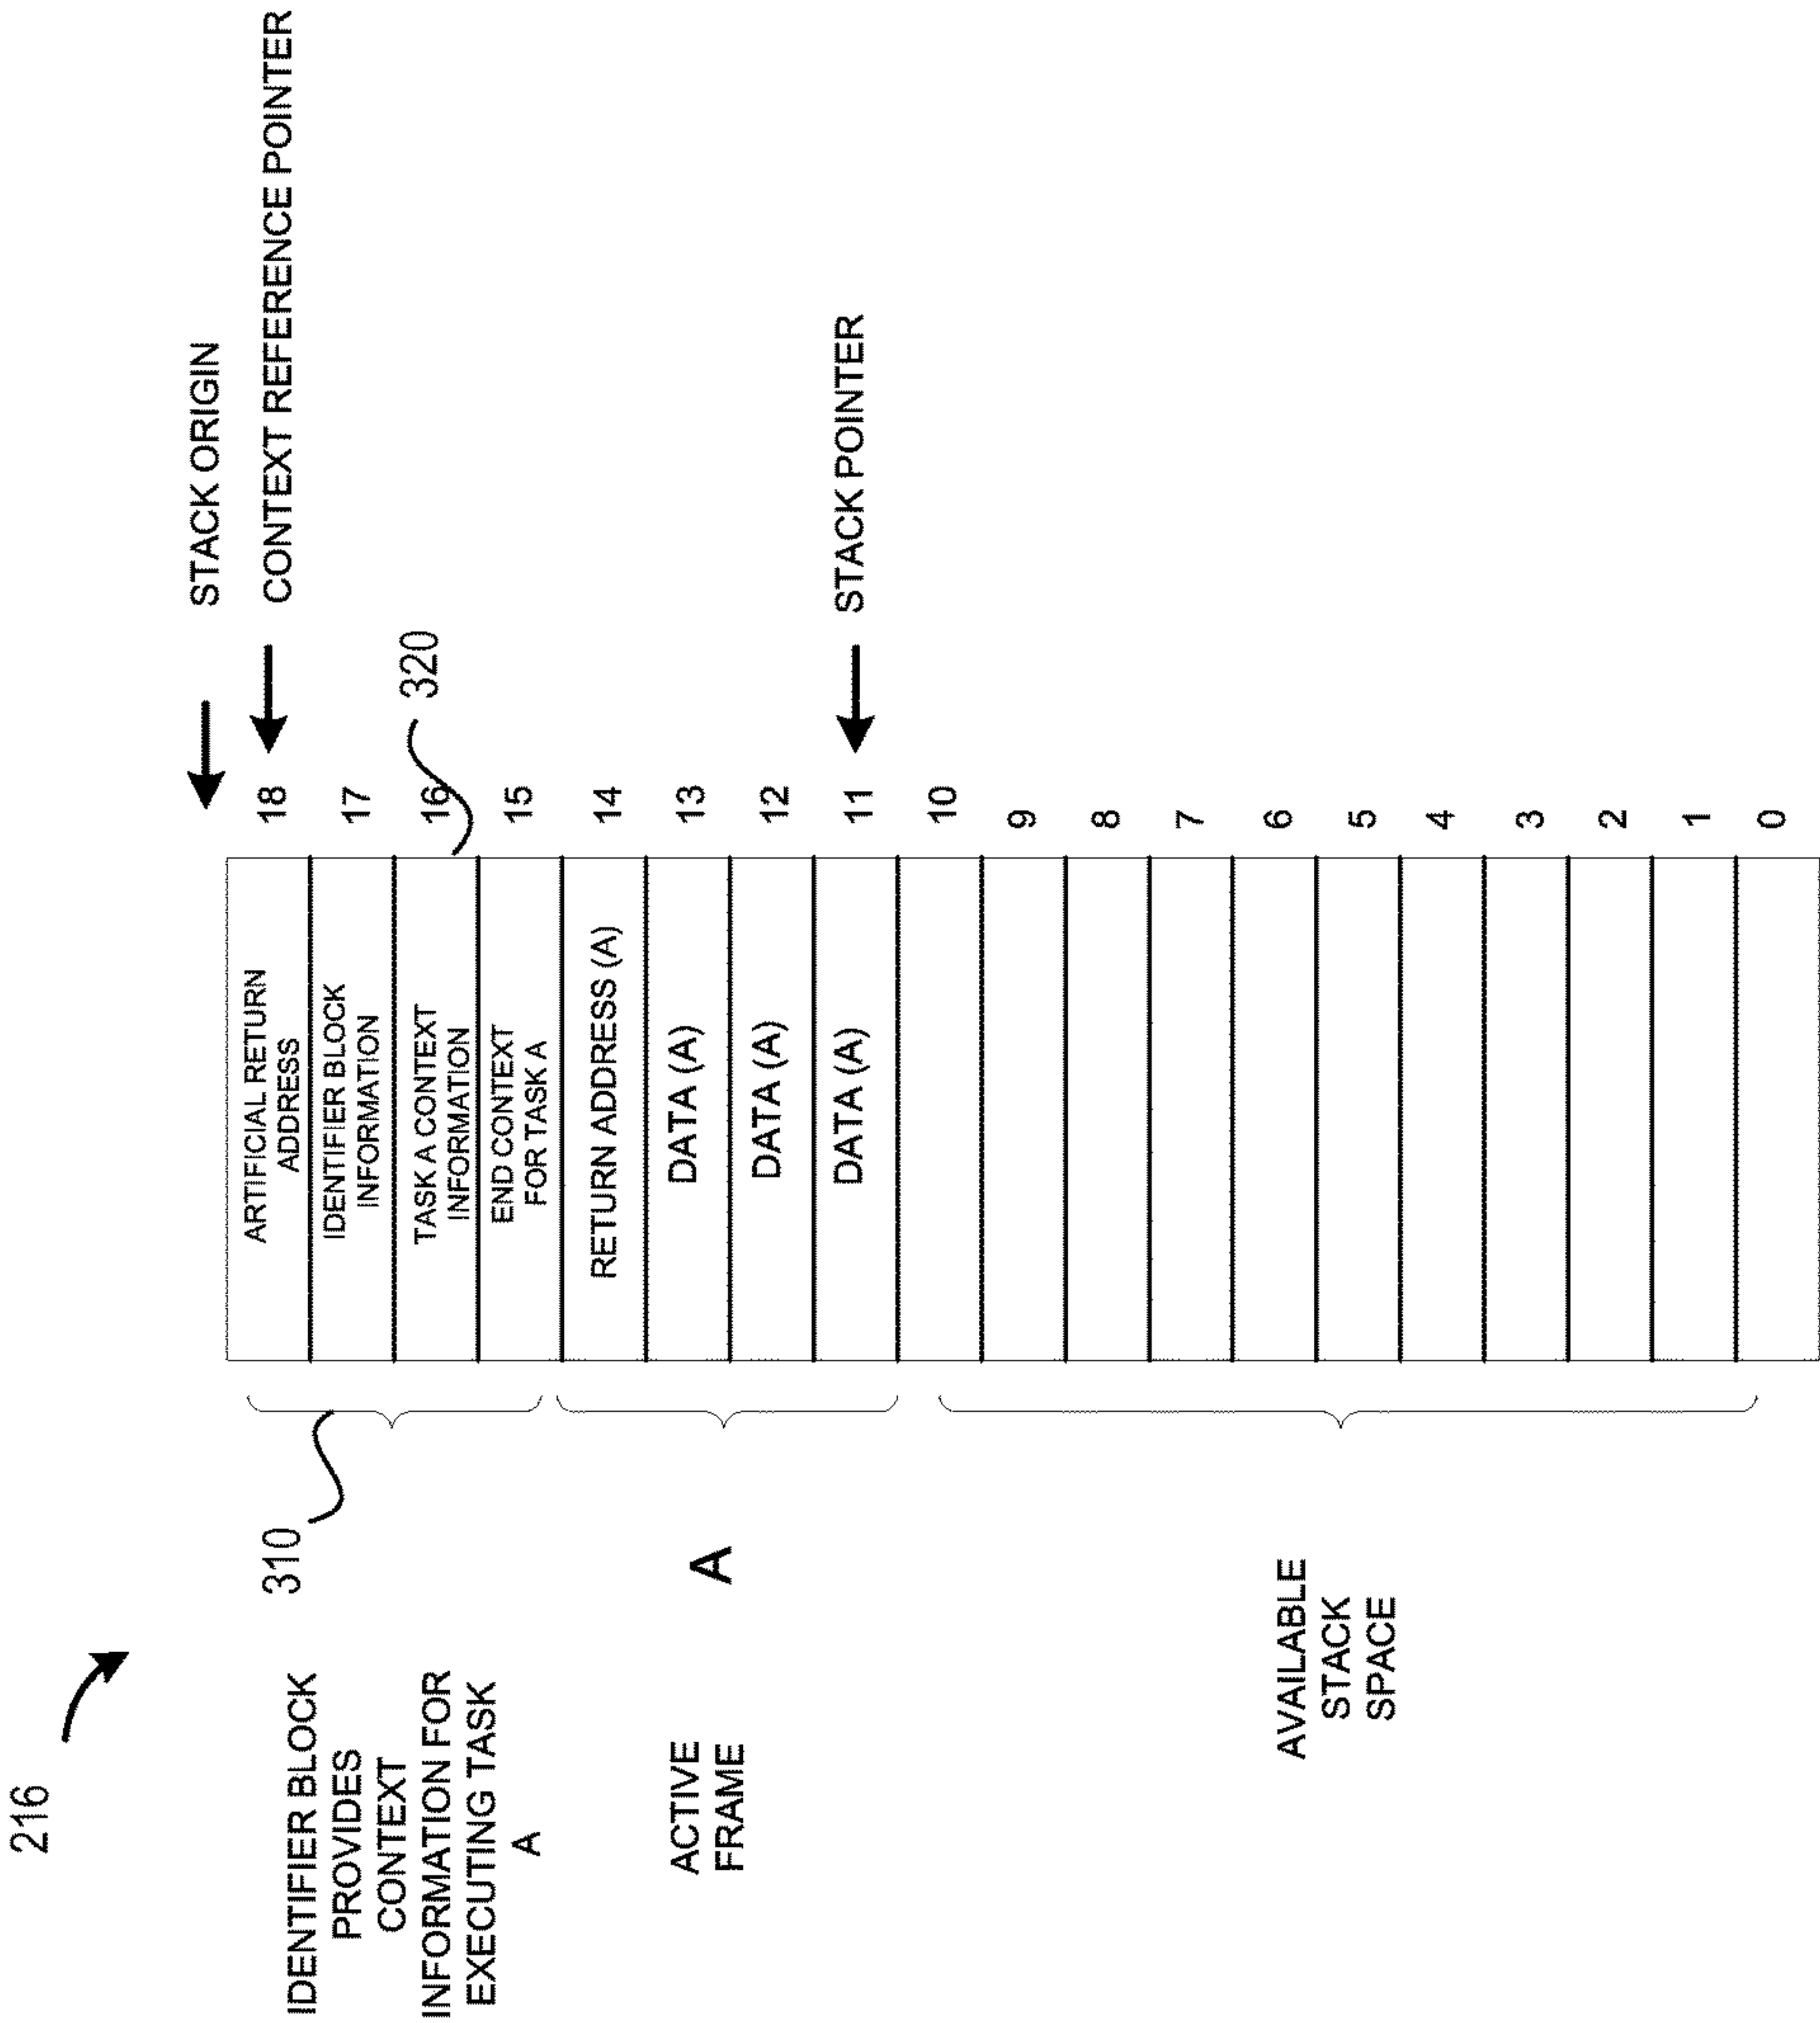 216
STACK ORIGIN
CONTEXT REFERENCE POINTER
IDENTIFIER BLOCK
PROVIDES
CONTEXT
INFORMATION FOR
EXECUTING TASK
A
310
ARTIFICIAL RETURN
ADDRESS
18
IDENTIFIER BLOCK
INFORMATION
17
TASK A CONTEXT
INFORMATION
16
320
END CONTEXT
FOR TASK A
15
ACTIVE
FRAME
A
RETURN ADDRESS (A)
14
DATA (A)
13
DATA (A)
12
DATA (A)
11
STACK POINTER
AVAILABLE
STACK
SPACE
10
9
8
7
6
5
4
3
2
1
0